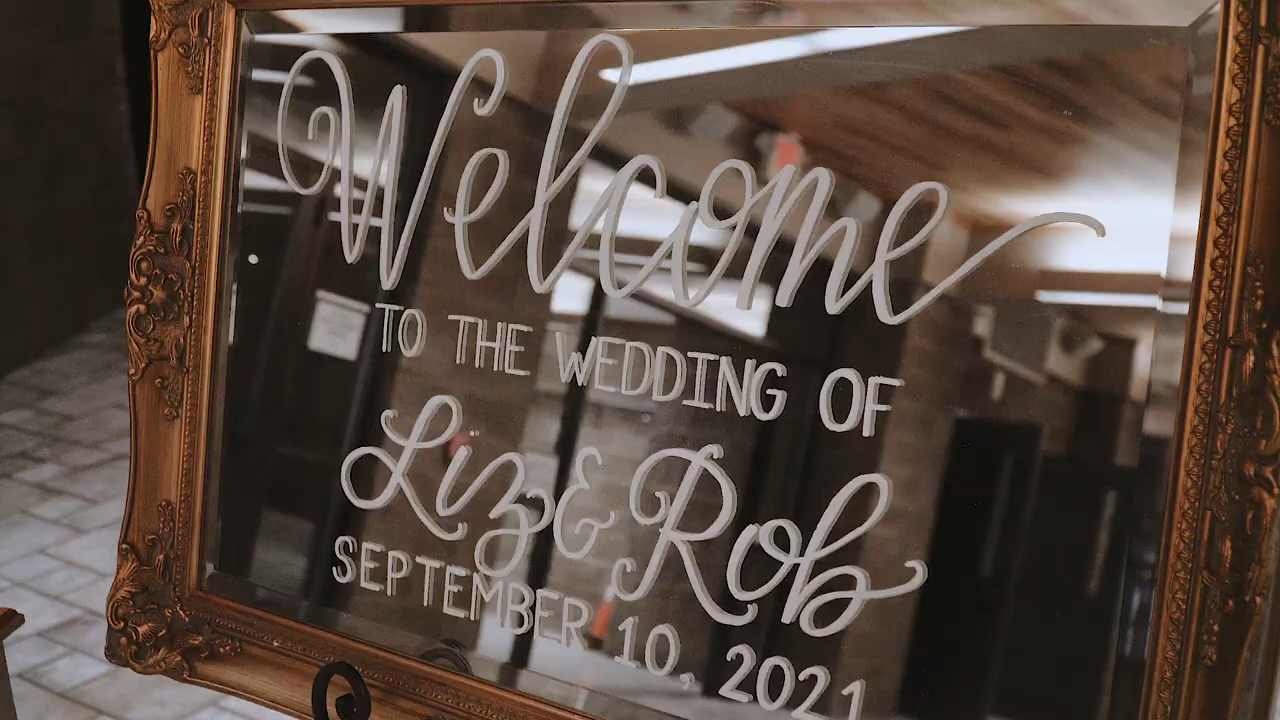 Welcome
TO THE WEDDING OF
Liz & Rob
SEPTEMBER 10, 2021